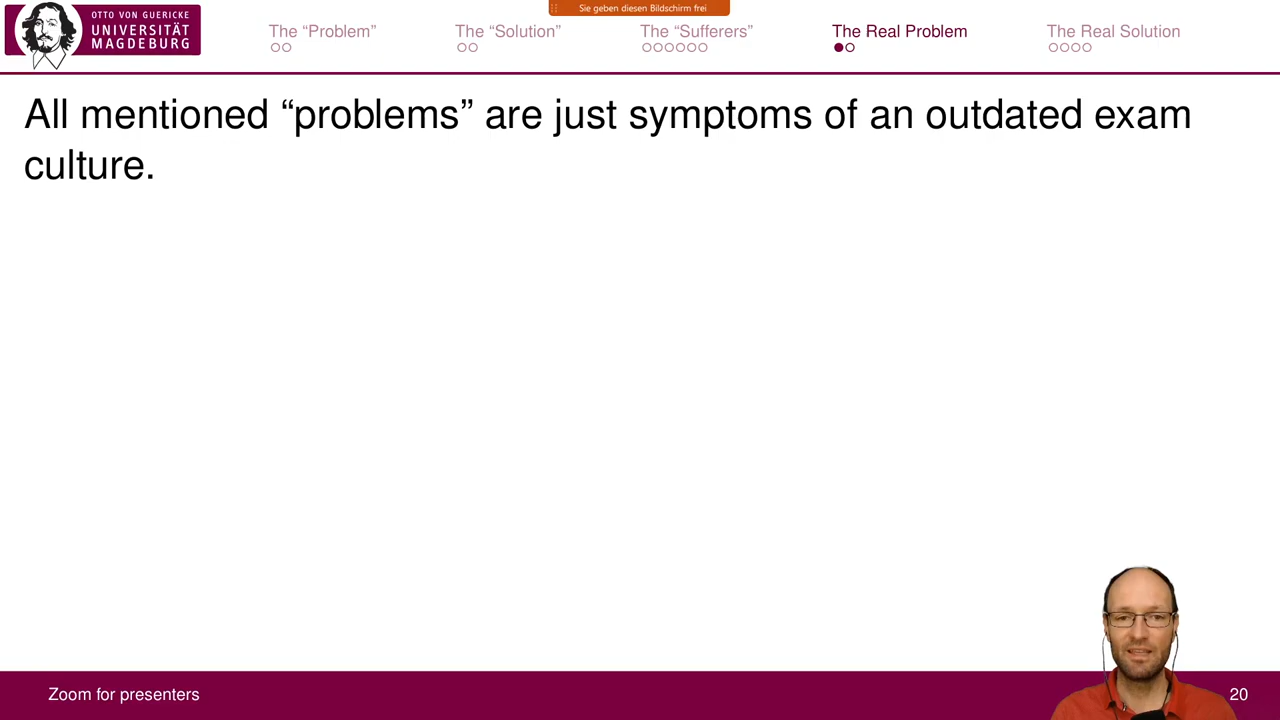 Sie geben diesen Bildschirm frei
OTTO VON GUERICKE
UNIVERSITÄT
MAGDEBURG
The “Problem”
The “Solution”
The “Sufferers”
The Real Problem
The Real Solution
All mentioned “problems” are just symptoms of an outdated exam
culture.
Zoom for presenters
20